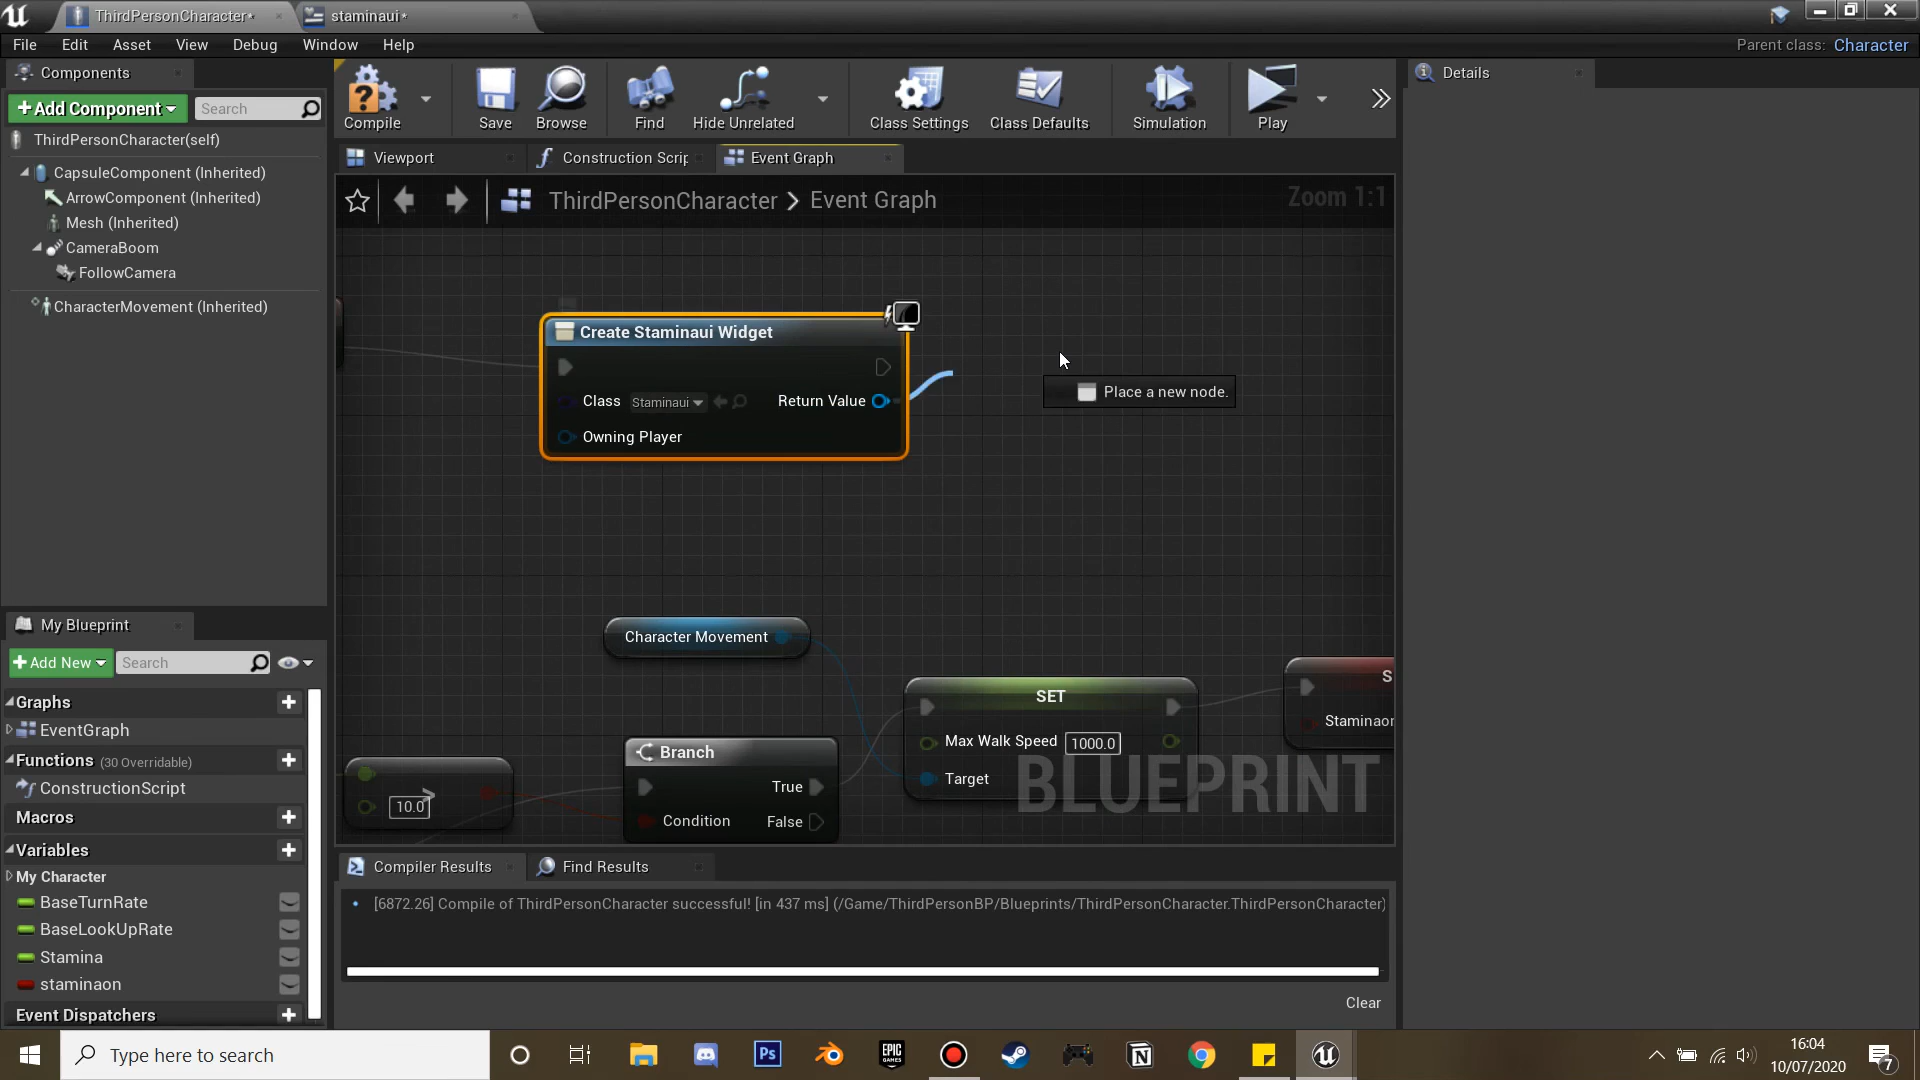 ThirdPersonCharacter*
staminaui*
File Edit Asset View Debug Window Help
Parent class: Character
Components
+Add Component
Search
ThirdPersonCharacter(self)
CapsuleComponent (Inherited)
ArrowComponent (Inherited)
Mesh (Inherited)
CameraBoom
FollowCamera
CharacterMovement (Inherited)
Compile
Save
Browse
Find
Hide Unrelated
Class Settings
Class Defaults
Simulation
Play
Details
Viewport
Construction Scrip
Event Graph
ThirdPersonCharacter > Event Graph
Zoom 1:1
Create Staminaui Widget
Class Staminaui
Return Value
Owning Player
Place a new node.
Character Movement
SET
Max Walk Speed 1000.0
Target
S
Staminaon
Branch
True
Condition
False
>
10.0
BLUEPRINT
My Blueprint
+Add New
Search
Graphs
EventGraph
Functions (30 Overridable)
ConstructionScript
Macros
Variables
My Character
BaseTurnRate
BaseLookUpRate
Stamina
staminaon
Event Dispatchers
Compiler Results
Find Results
[6872.26] Compile of ThirdPersonCharacter successful! [in 437 ms] (/Game/ThirdPersonBP/Blueprints/ThirdPersonCharacter.ThirdPersonCharacter)
Clear
Type here to search
Ps
EPIC
GAMES
16:04
10/07/2020
7